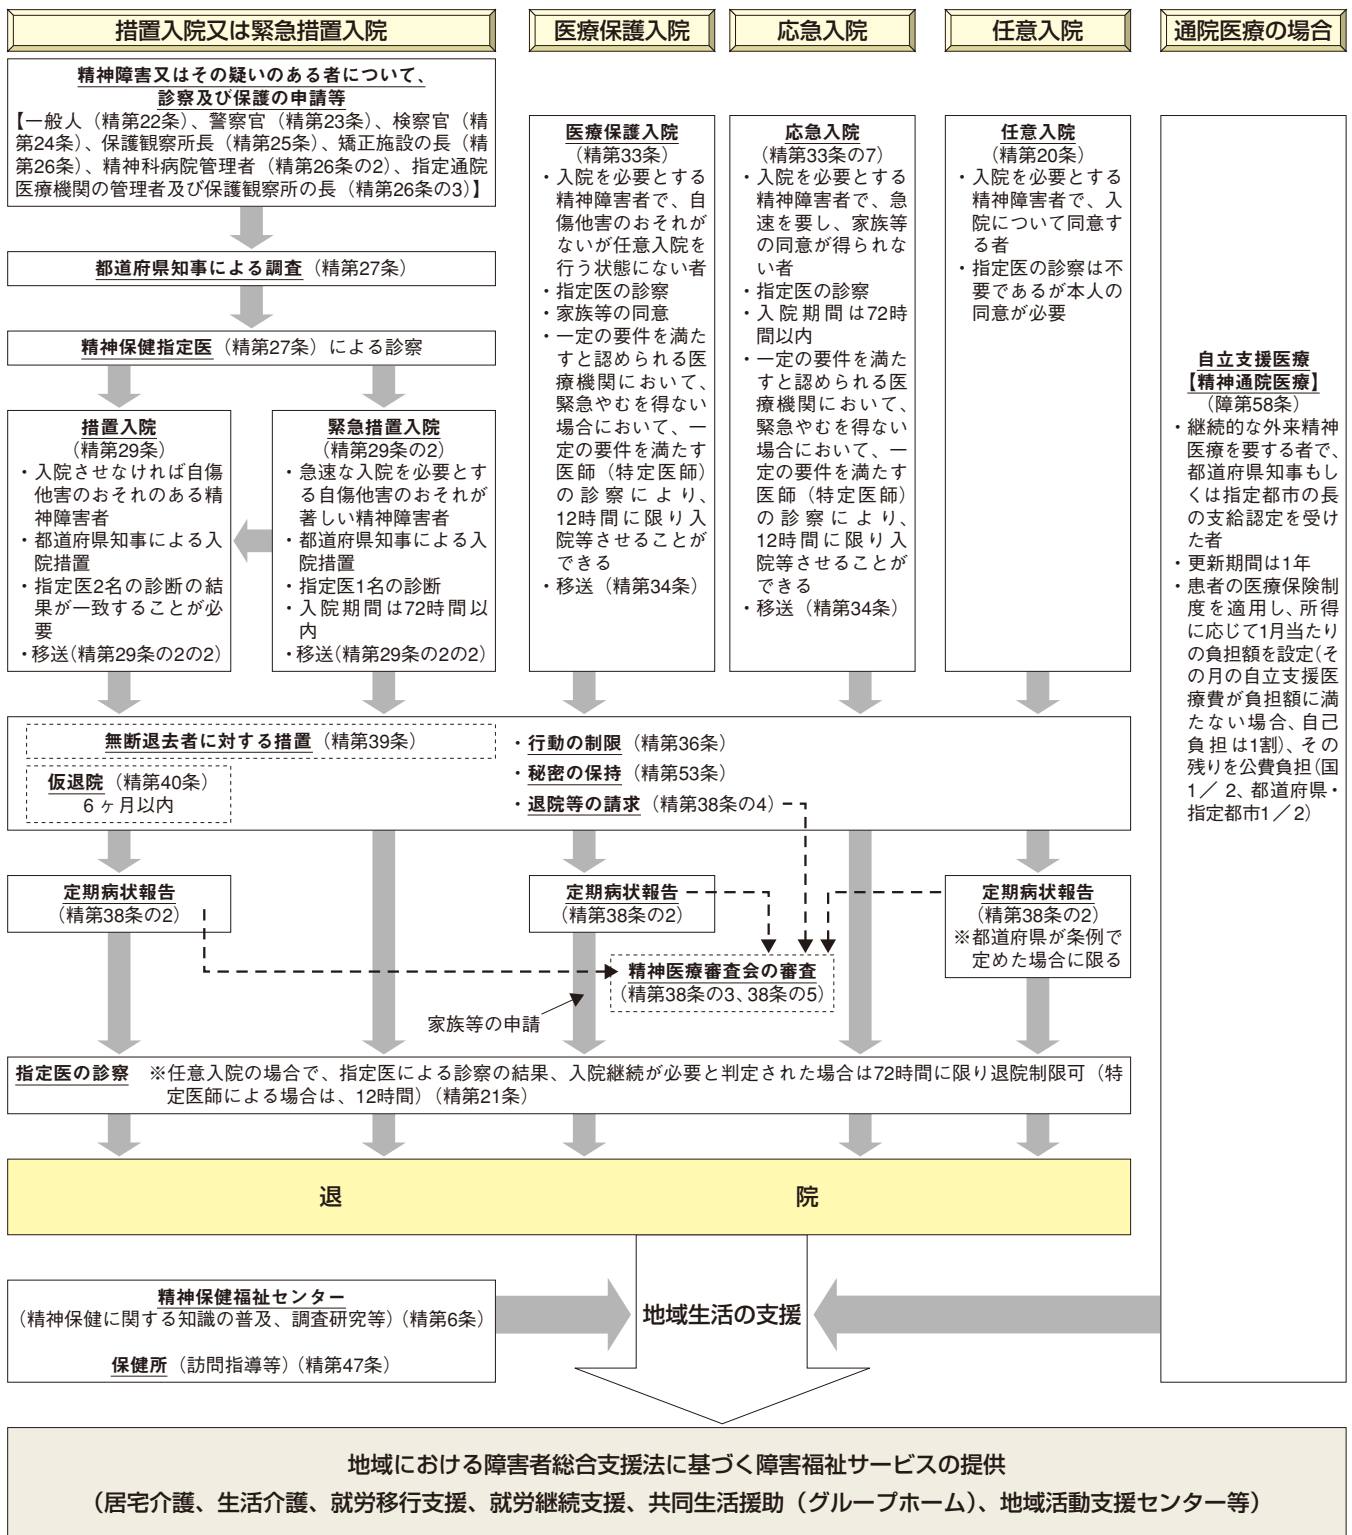 措置入院又は緊急措置入院
医療保護入院
応急入院
任意入院
通院医療の場合
精神障害又はその疑いのある者について、
診察及び保護の申請等
【一般人（精第22条）、警察官（精第23条）、検察官（精
第24条）、保護観察所長（精第25条）、矯正施設の長（精
第26条）、精神科病院管理者（精第26条の2）、指定通院
医療機関の管理者及び保護観察所の長（精第26条の3）】
都道府県知事による調査（精第27条）
精神保健指定医（精第27条）による診察
措置入院
（精第29条）
・入院させなければ自傷
他害のおそれのある精
神障害者
・都道府県知事による入
院措置
・指定医2名の診断の結
果が一致することが必
要
・移送（精第29条の2の2）
緊急措置入院
（精第29条の2）
・急速な入院を必要とす
る自傷他害のおそれが
著しい精神障害者
・都道府県知事による入
院措置
・指定医1名の診断
・入院期間は72時間以
内
・移送（精第29条の2の2）
医療保護入院
（精第33条）
・入院を必要とする
精神障害者で、自
傷他害のおそれが
ないが任意入院を
行う状態にない者
・指定医の診察
・家族等の同意
・一定の要件を満た
すと認められる医
療機関において、
緊急やむを得ない
場合において、一
定の要件を満たす
医師（特定医師）
の診察により、
12時間に限り入
院等させることが
できる
・移送（精第34条）
応急入院
（精第33条の7）
・入院を必要とする
精神障害者で、急
速を要し、家族等
の同意が得られな
い者
・指定医の診察
・入院期間は72時
間以内
・一定の要件を満た
すと認められる医
療機関において、
緊急やむを得ない
場合において、一
定の要件を満たす
医師（特定医師）
の診察により、
12時間に限り入
院等させることが
できる
・移送（精第34条）
任意入院
（精第20条）
・入院を必要とする
精神障害者で、入
院について同意す
る者
・指定医の診察は不
要であるが本人の
同意が必要
自立支援医療
【精神通院医療】
（障第58条）
・継続的な外来精神
医療を要する者で、
都道府県知事もし
くは指定都市の長
の支給認定を受け
た者
・更新期間は1年
・患者の医療保険制
度を適用し、所得
に応じて1月当たり
の負担額を設定（そ
の月の自立支援医
療費が負担額に満
たない場合、自己
負担は1割）、その
残りを公費負担（国
1／2、都道府県・
指定都市1／2）
無断退去者に対する措置（精第39条）
仮退院（精第40条）
6ヶ月以内
・行動の制限（精第36条）
・秘密の保持（精第53条）
・退院等の請求（精第38条の4）
定期病状報告
（精第38条の2）
定期病状報告
（精第38条の2）
定期病状報告
（精第38条の2）
※都道府県が条例で
定めた場合に限る
精神医療審査会の審査
（精第38条の3、38条の5）
家族等の申請
指定医の診察　※任意入院の場合で、指定医による診察の結果、入院継続が必要と判定された場合は72時間に限り退院制限可（特
定医師による場合は、12時間）（精第21条）
退　院
精神保健福祉センター
（精神保健に関する知識の普及、調査研究等）（精第6条）
保健所（訪問指導等）（精第47条）
地域生活の支援
地域における障害者総合支援法に基づく障害福祉サービスの提供
（居宅介護、生活介護、就労移行支援、就労継続支援、共同生活援助（グループホーム）、地域活動支援センター等）